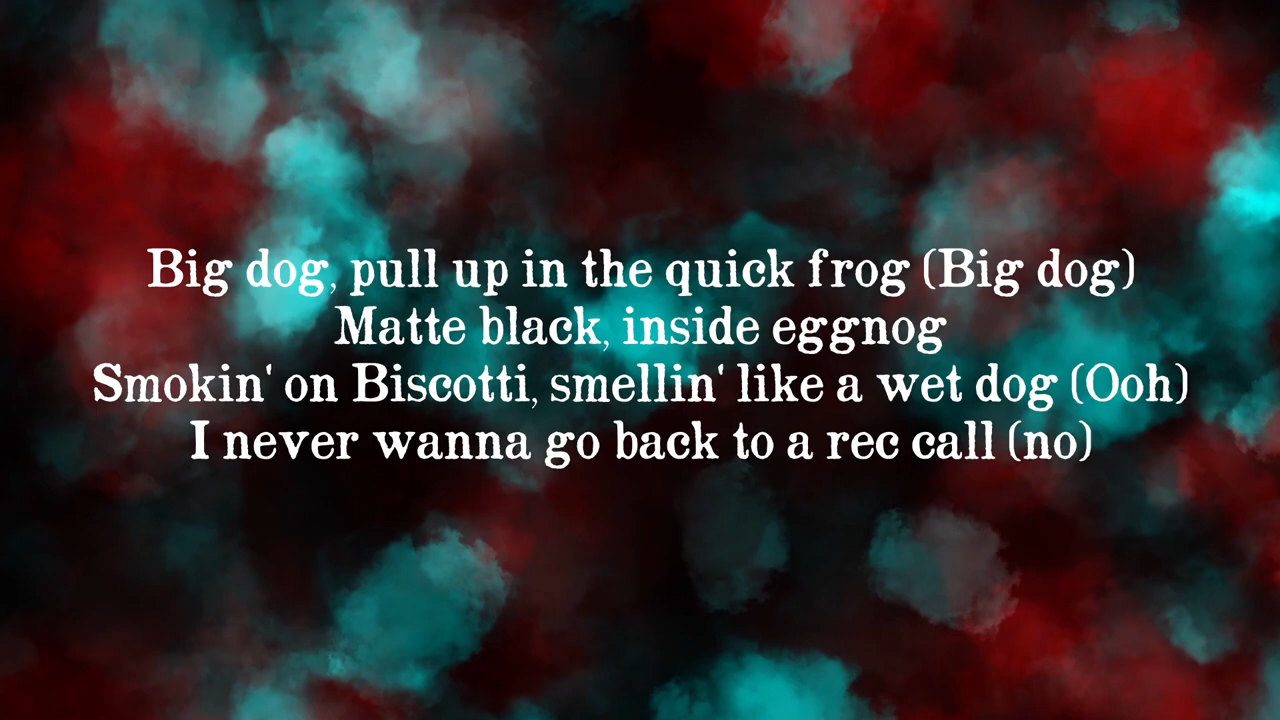 Big dog, pull up in the quick frog (Big dog)
Matte black, inside eggnog
Smokin' on Biscotti, smellin' like a wet dog (Ooh)
I never wanna go back to a rec call (no)